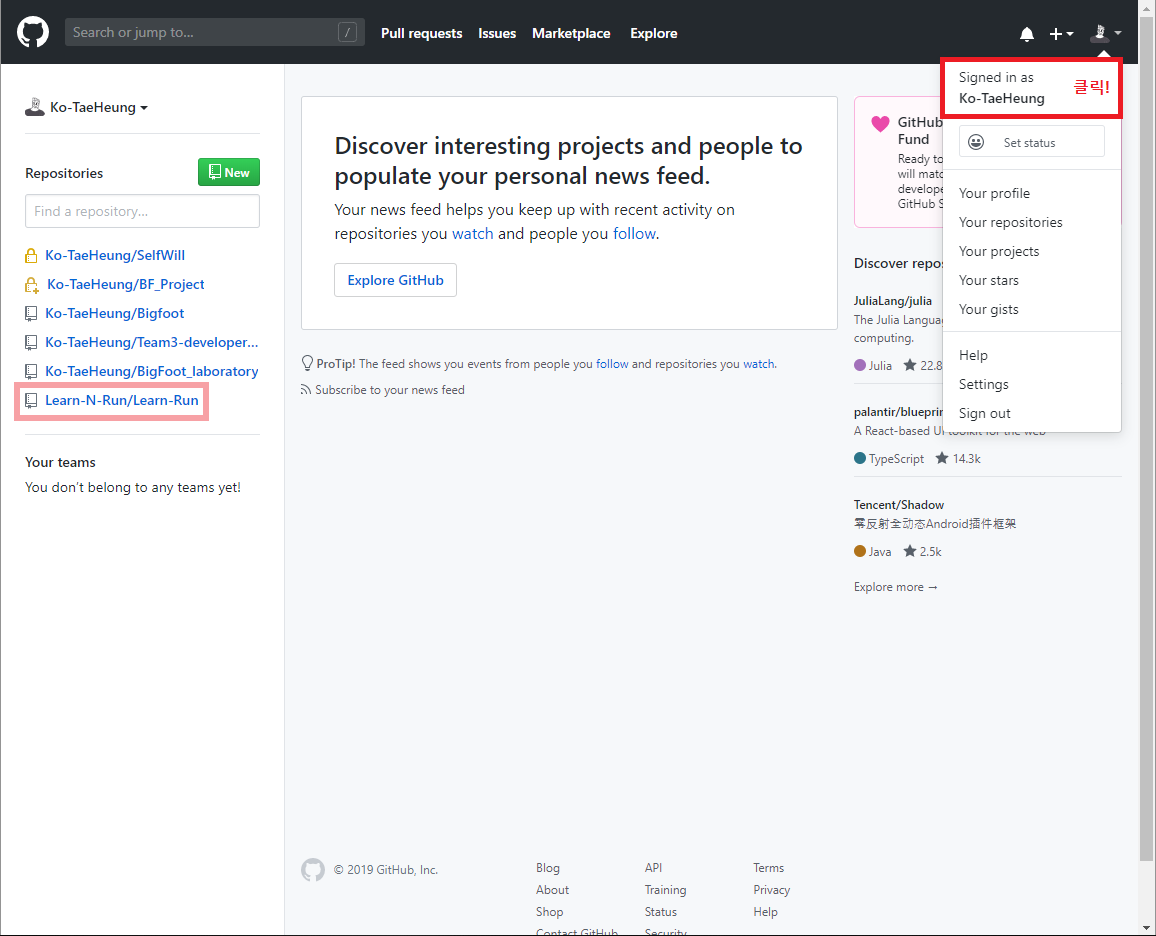 Search or jump to...
/
Pull requests
Issues
Marketplace
Explore
Ko-TaeHeung
Repositories
New
Find a repository...
Ko-TaeHeung/SelfWill
Ko-TaeHeung/BF_Project
Ko-TaeHeung/Bigfoot
Ko-TaeHeung/Team3-developer...
Ko-TaeHeung/BigFoot_laboratory
Learn-N-Run/Learn-Run
Your teams
You don't belong to any teams yet!
Discover interesting projects and people to
populate your personal news feed.
Your news feed helps you keep up with recent activity on
repositories you watch and people you follow.
Explore GitHub
ProTip! The feed shows you events from people you follow and repositories you watch.
Subscribe to your news feed
GitHub
Fund
Ready to
will matc
develope
GitHub S
Discover repos
JuliaLang/julia
The Julia Languag
computing.
Julia
22.8
palantir/blueprin
A React-based UI toolkit for the web
TypeScript
14.3k
Tencent/Shadow
零反射全动态Android插件框架
Java
2.5k
Explore more →
Signed in as
Ko-TaeHeung
클릭!
Set status
Your profile
Your repositories
Your projects
Your stars
Your gists
Help
Settings
Sign out
© 2019 GitHub, Inc.
Blog
About
Shop
Contact GitHub
API
Training
Status
Security
Terms
Privacy
Help